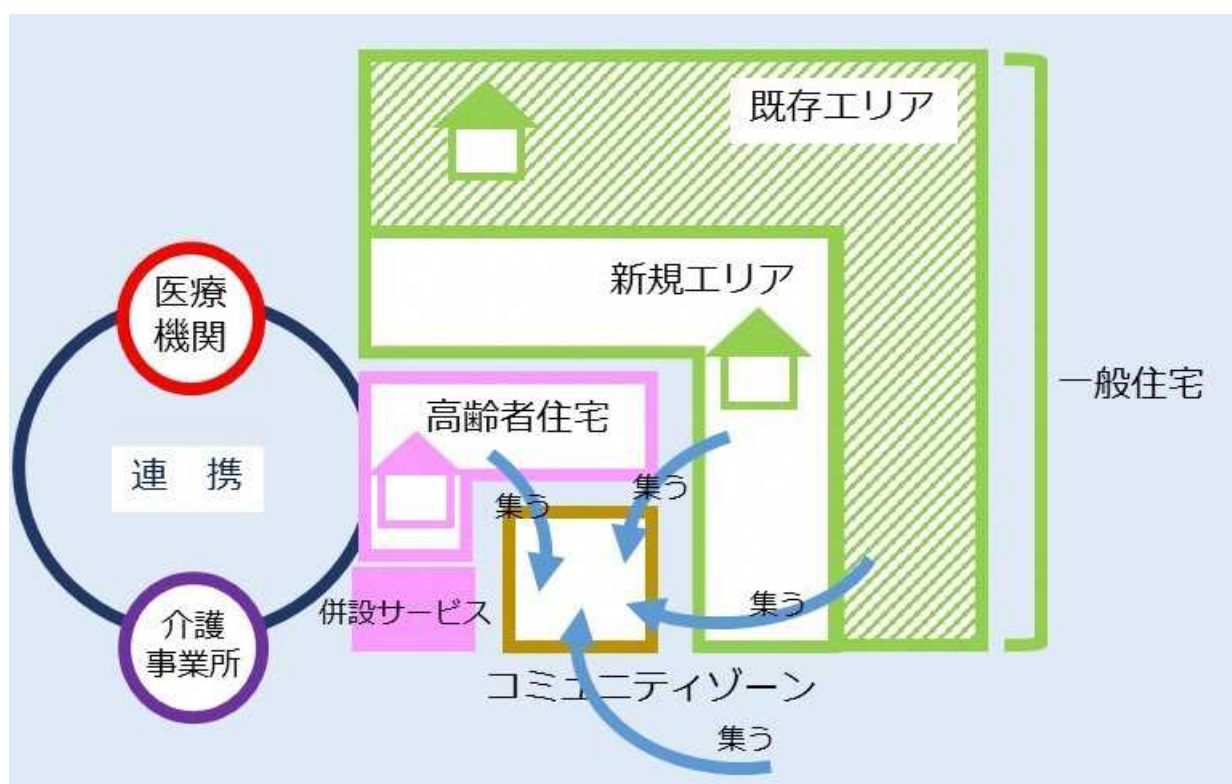 既存エリア
新規エリア
医療
機関
一般住宅
高齢者住宅
連 携
集う
集う
併設サービス
集う
介護
事業所
コミュニティゾーン
集う